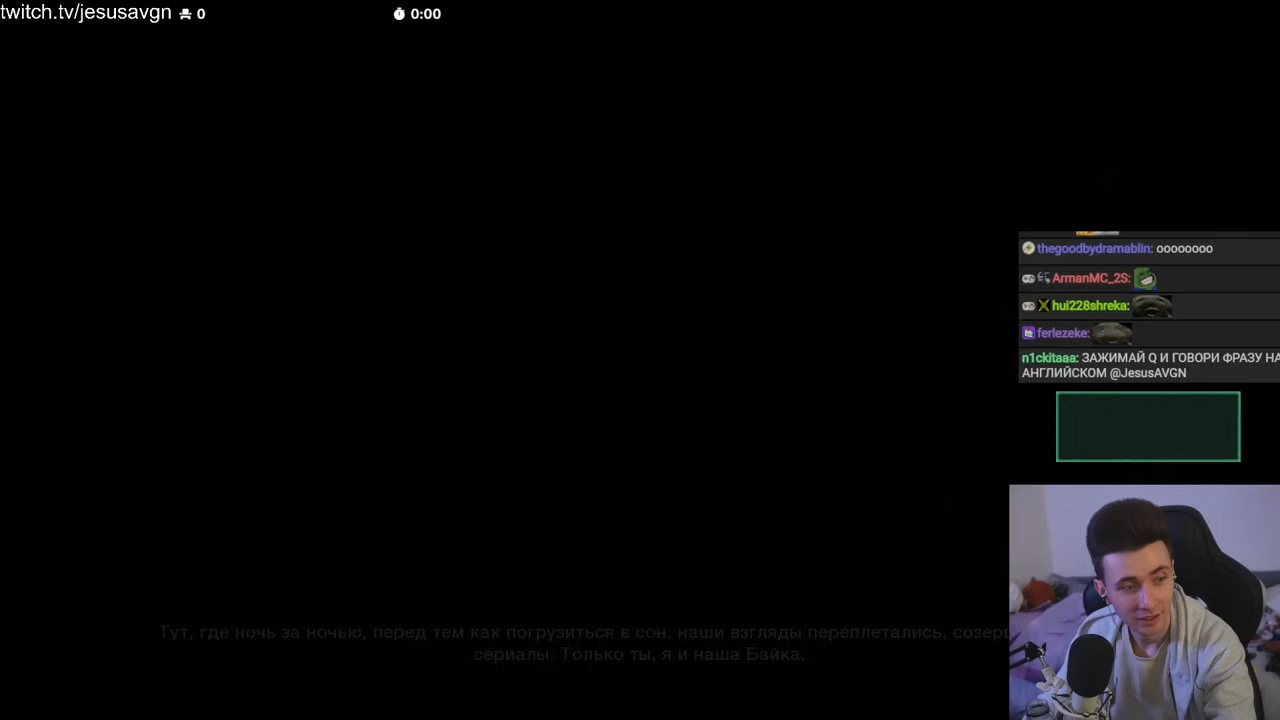 twitch.tv/jesusavgn 0 0:00
thegoodbydramablin: oooooooo
ArmanMC_2S:
hui228shreka:
ferlezeke:
n1ckitaaa: ЗАЖИМАЙ Q И ГОВОРИ ФРАЗУ НА
АНГЛИЙСКОМ @JesusAVGN
Тут, где ночь за ночью, перед тем как погрузиться в сон, наши взгляды переплетались,
сериалы. Только ты, я и наша Байка.